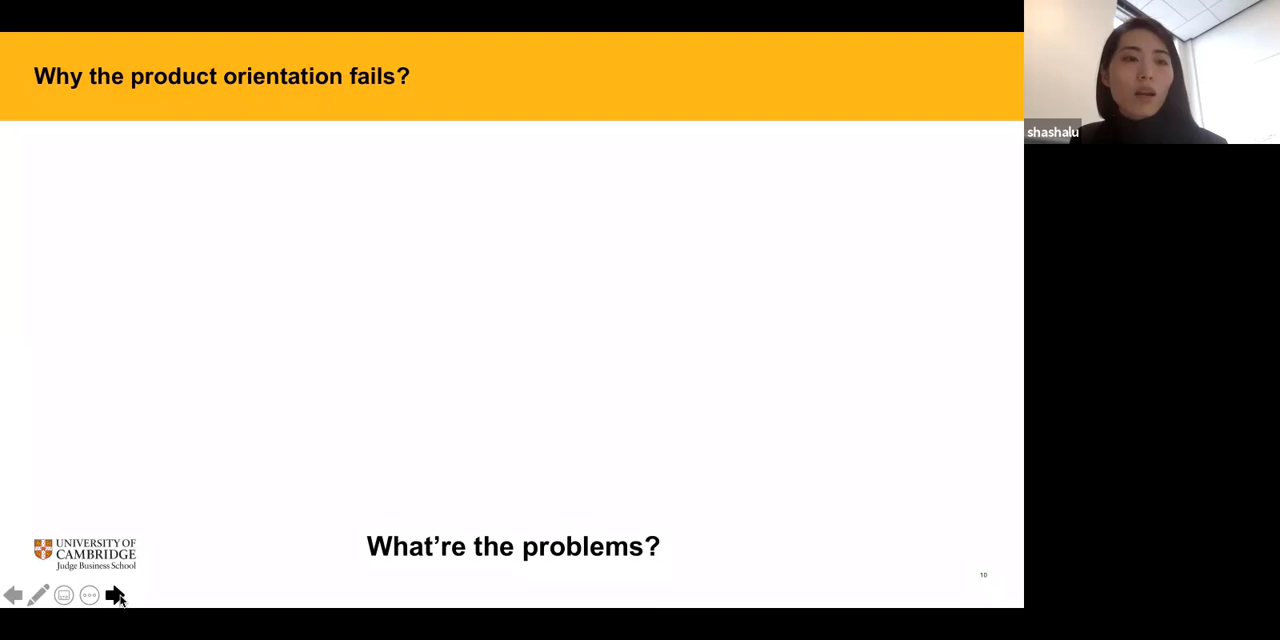 Why the product orientation fails?
shashalu
What’re the problems?
UNIVERSITY OF
CAMBRIDGE
Judge Business School
10